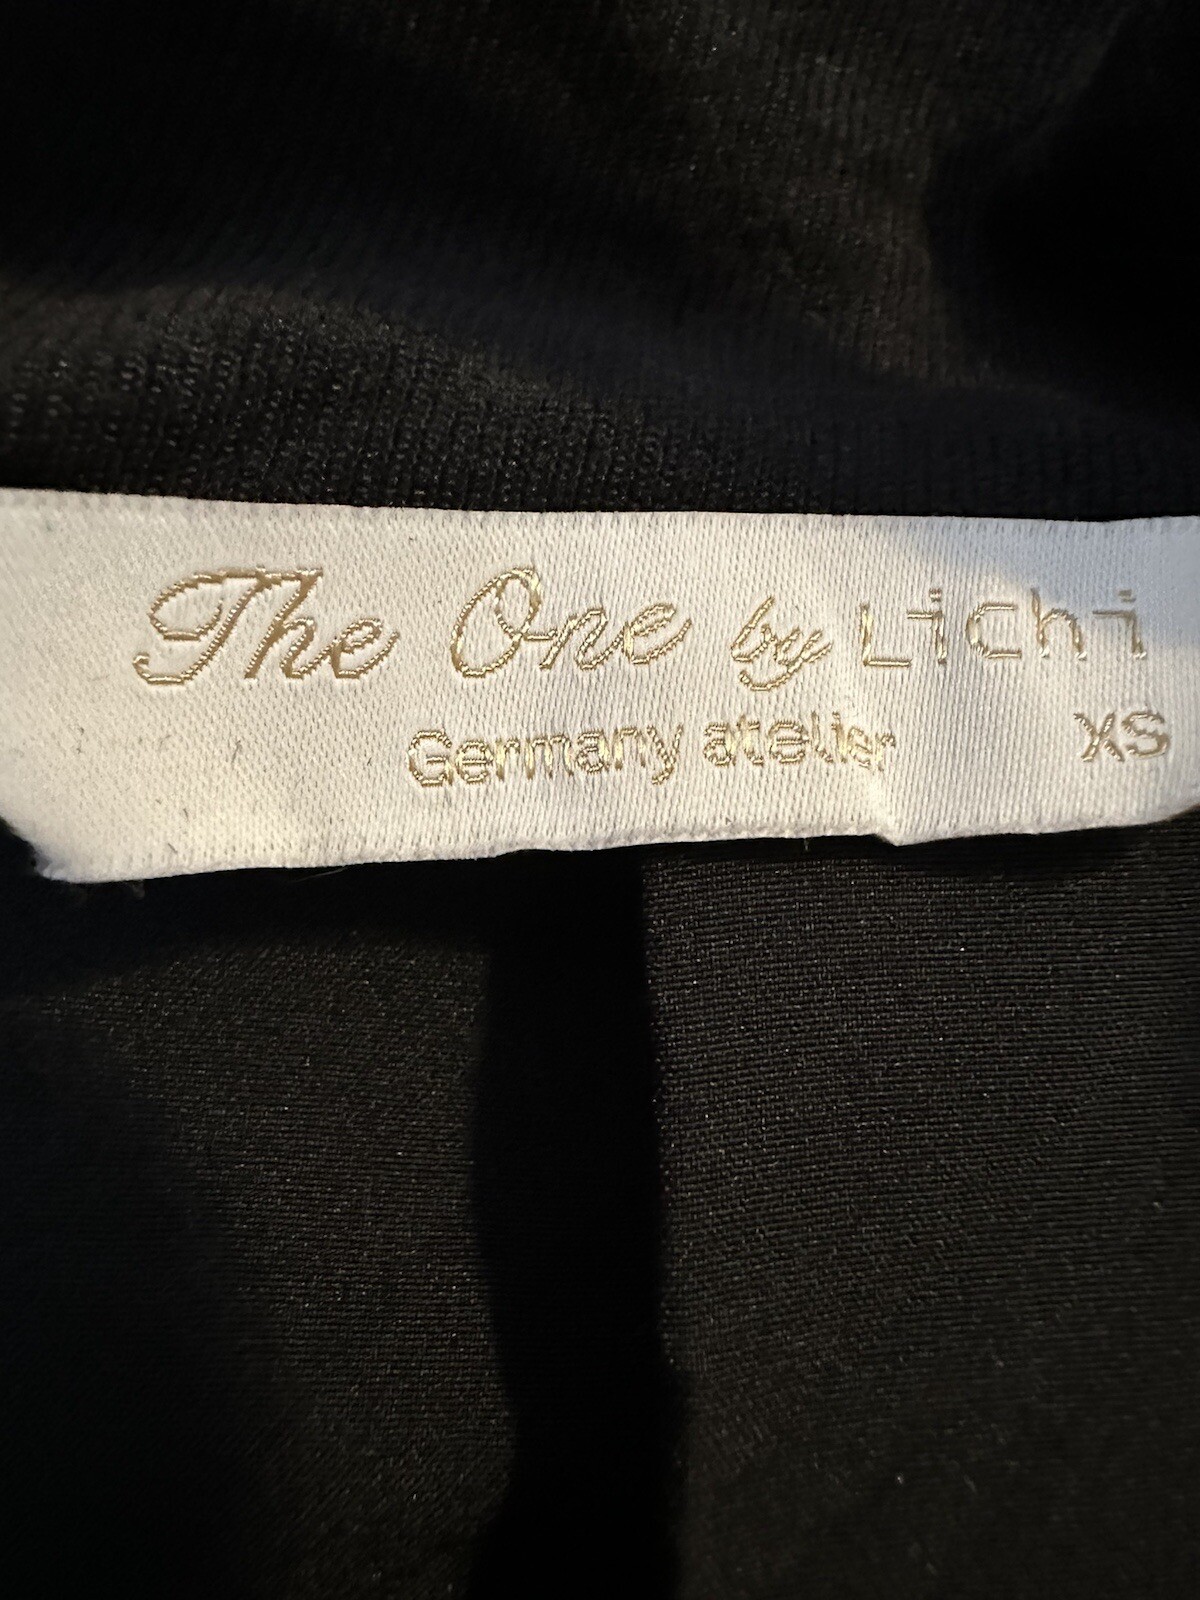 The One by Lichi
Germany atelier XS